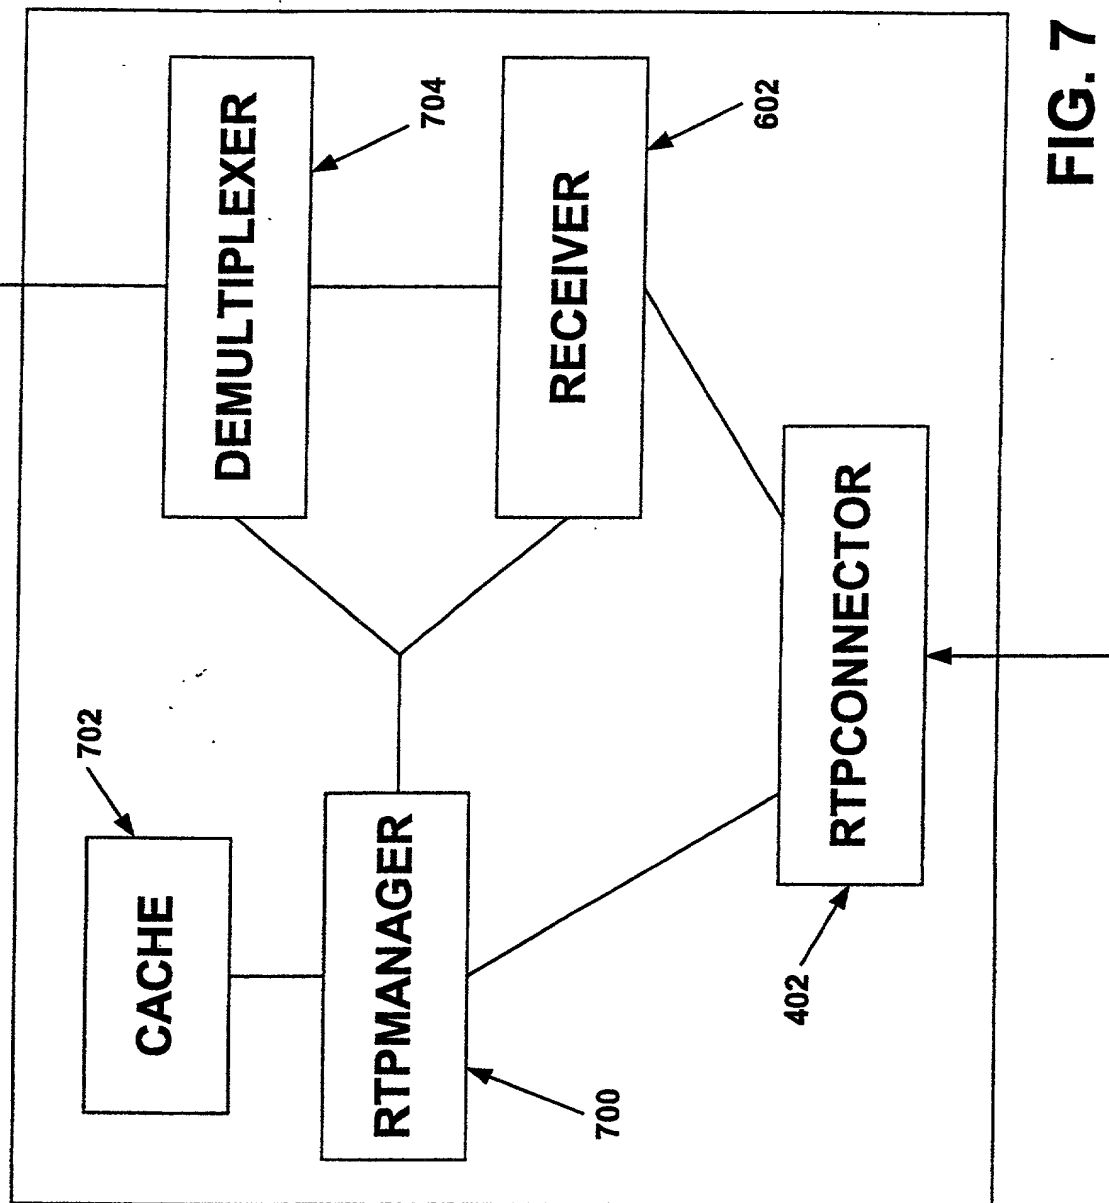 702
CACHE
RTPMANAGER
700
704
DEMULTIPLEXER
602
RECEIVER
RTPCONNECTOR
402
FIG. 7